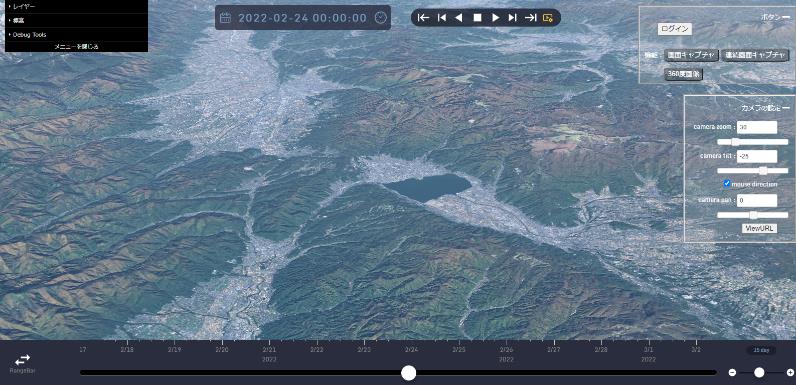 レイヤー
標高
Debug Tools
メニューを閉じる
2022-02-24 00:00:00
ボタン
ログイン
画面キャプチャ 連続画面キャプチャ
360度画像
カメラの設定
camera zoom : 30
camera tilt : -25
mouse direction
camera pan : 0
ViewURL
17 2/18 2/19 2/20 2/21 2/22 2/23 2/24 2/25 2/26 2/27 2/28 3/1 3/2
2022 2022 2022
15 day
RangeBar